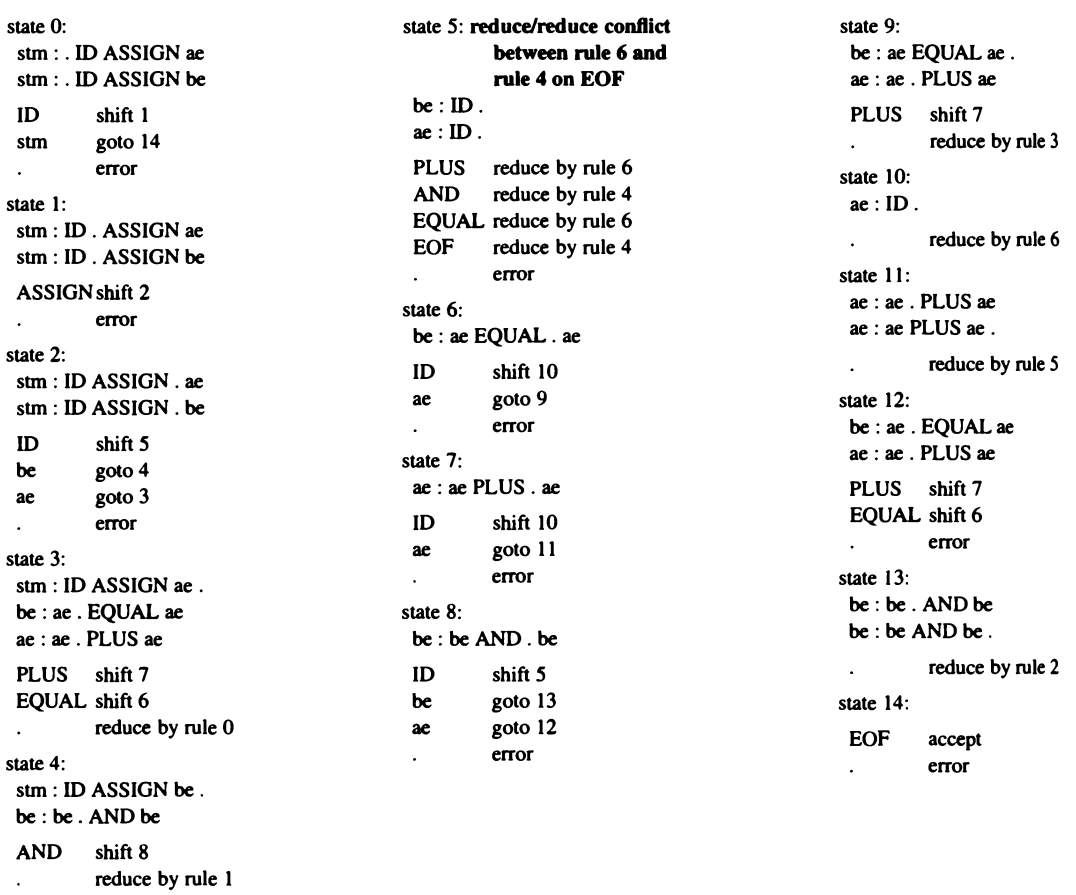 state 0:
stm : . ID ASSIGN ae
stm : . ID ASSIGN be
ID shift 1
stm goto 14
. error
state 1:
stm : ID . ASSIGN ae
stm : ID . ASSIGN be
ASSIGN shift 2
. error
state 2:
stm : ID ASSIGN . ae
stm : ID ASSIGN . be
ID shift 5
be goto 4
ae goto 3
. error
state 3:
stm : ID ASSIGN ae .
be : ae . EQUAL ae
ae : ae . PLUS ae
PLUS shift 7
EQUAL shift 6
. reduce by rule 0
state 4:
stm : ID ASSIGN be .
be : be . AND be
AND shift 8
. reduce by rule 1
state 5: reduce/reduce conflict
between rule 6 and
rule 4 on EOF
be : ID .
ae : ID .
PLUS reduce by rule 6
AND reduce by rule 4
EQUAL reduce by rule 6
EOF reduce by rule 4
. error
state 6:
be : ae EQUAL . ae
ID shift 10
ae goto 9
. error
state 7:
ae : ae PLUS . ae
ID shift 10
ae goto 11
. error
state 8:
be : be AND . be
ID shift 5
be goto 13
ae goto 12
. error
state 9:
be : ae EQUAL ae .
ae : ae . PLUS ae
PLUS shift 7
. reduce by rule 3
state 10:
ae : ID .
. reduce by rule 6
state 11:
ae : ae . PLUS ae
ae : ae PLUS ae .
. reduce by rule 5
state 12:
be : ae . EQUAL ae
ae : ae . PLUS ae
PLUS shift 7
EQUAL shift 6
. error
state 13:
be : be . AND be
be : be AND be .
. reduce by rule 2
state 14:
EOF accept
. error